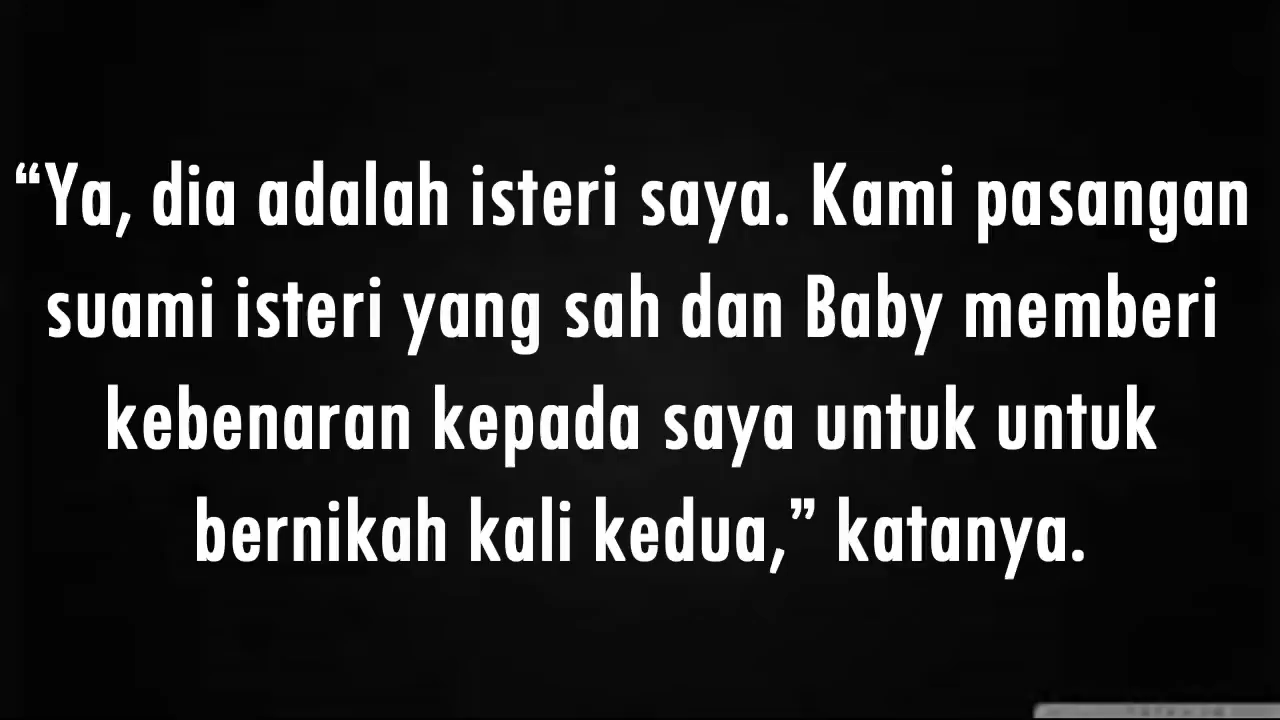 “Ya, dia adalah isteri saya. Kami pasangan
suami isteri yang sah dan Baby memberi
kebenaran kepada saya untuk untuk
bernikah kali kedua,” katanya.